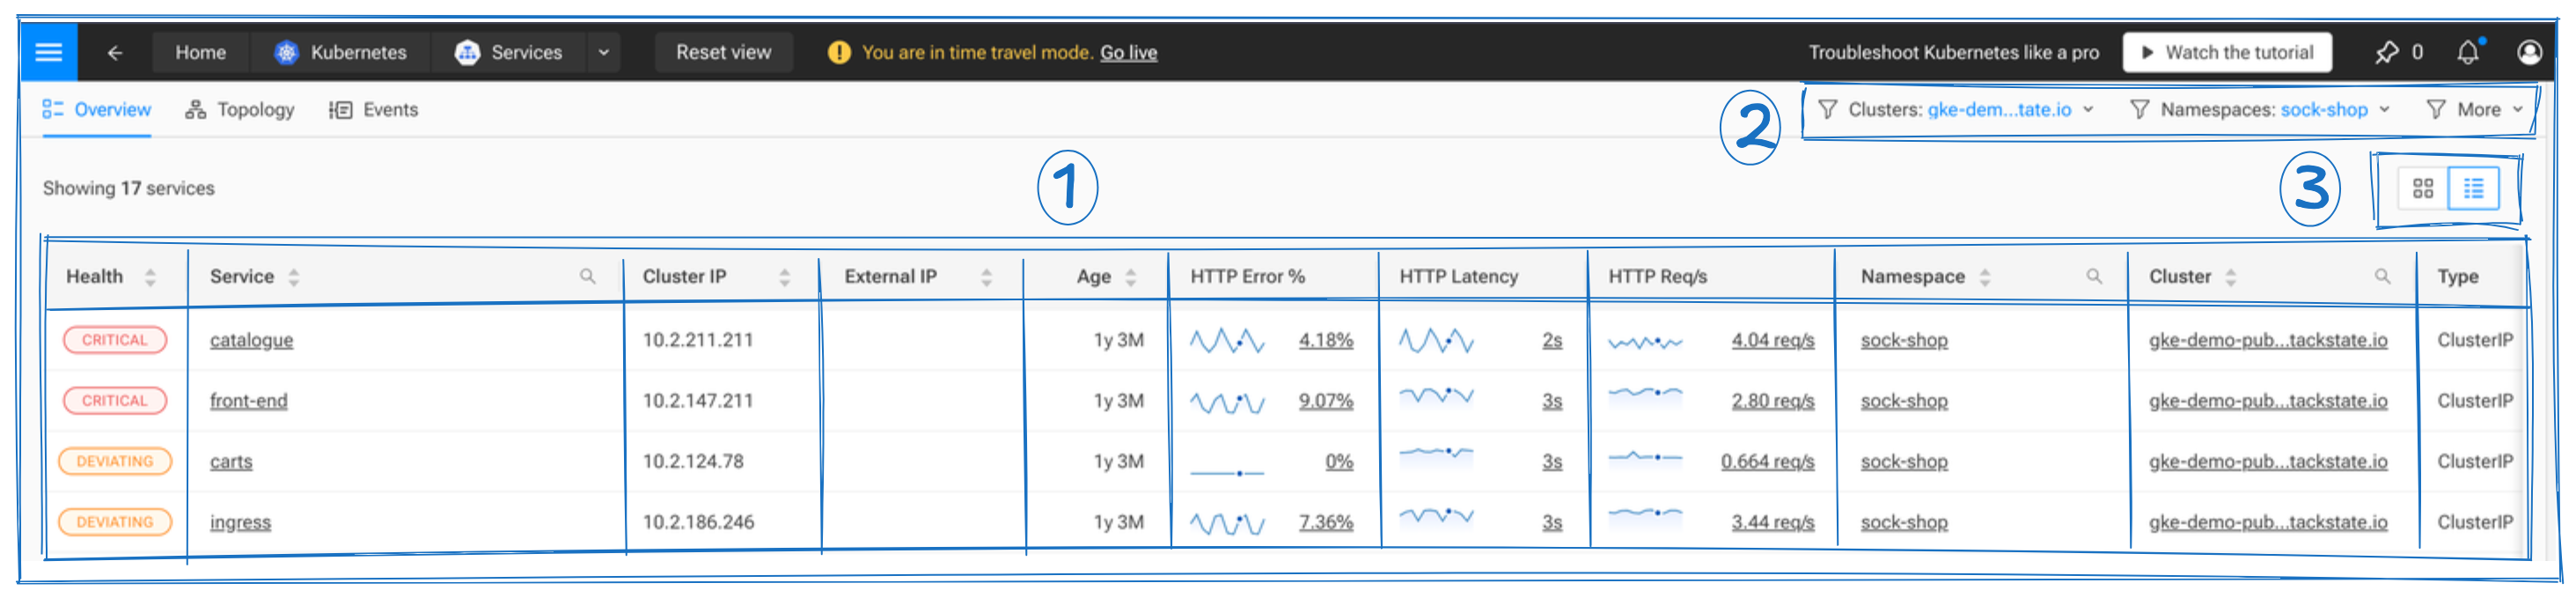 Home Kubernetes Services Reset view You are in time travel mode. Go live Troubleshoot Kubernetes like a pro Watch the tutorial 0
Overview Topology Events 2 Clusters: gke-dem...tate.io Namespaces: sock-shop More
Showing 17 services 1 3
Health Service Cluster IP External IP Age HTTP Error % HTTP Latency HTTP Req/s Namespace Cluster Type
CRITICAL catalogue 10.2.211.211 1y 3M 4.18% 2s 4.04 req/s sock-shop gke-demo-pub...tackstate.io ClusterIP
CRITICAL front-end 10.2.147.211 1y 3M 9.07% 3s 2.80 req/s sock-shop gke-demo-pub...tackstate.io ClusterIP
DEVIATING carts 10.2.124.78 1y 3M 0% 3s 0.664 req/s sock-shop gke-demo-pub...tackstate.io ClusterIP
DEVIATING ingress 10.2.186.246 1y 3M 7.36% 3s 3.44 req/s sock-shop gke-demo-pub...tackstate.io ClusterIP